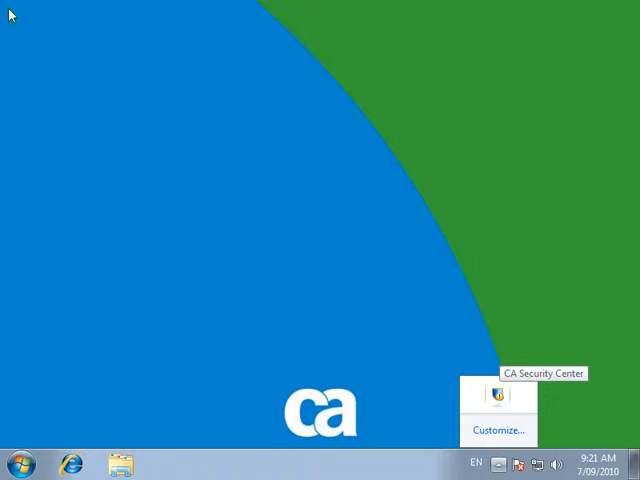 CA Security Center
ca
Customize...
EN
9:21 AM
7/09/2010